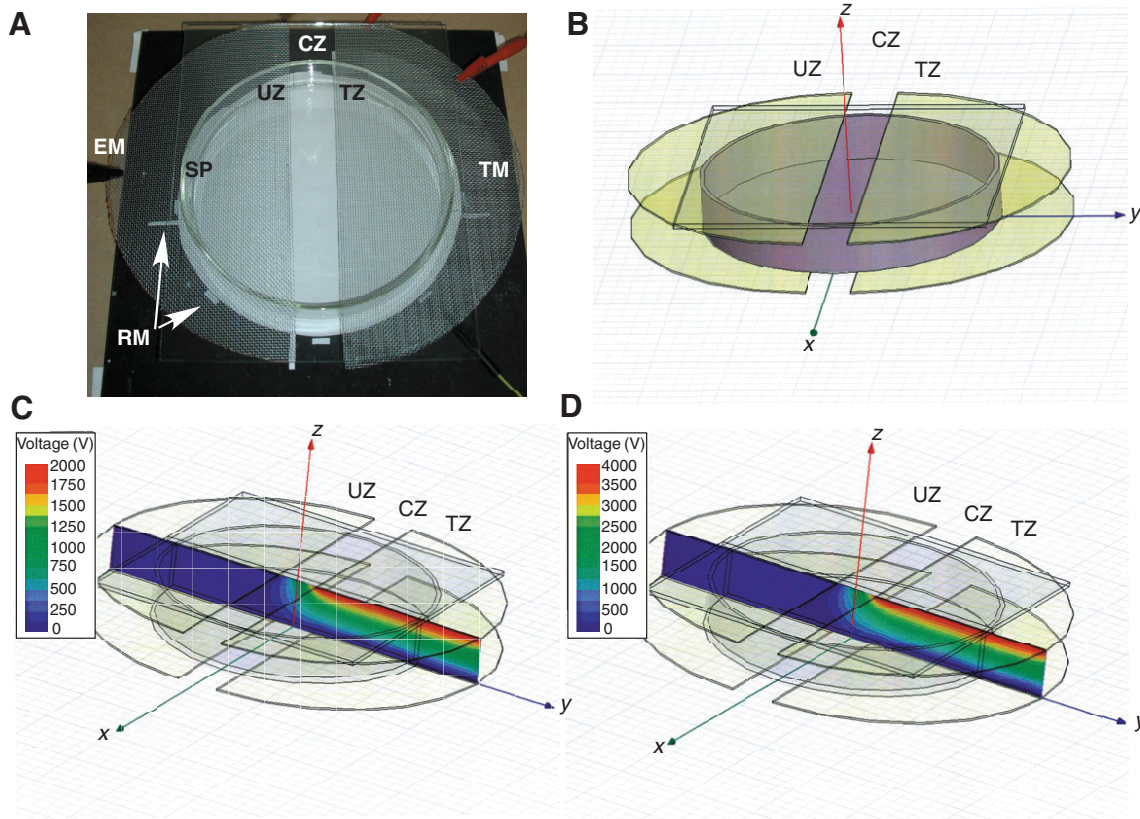 A
CZ
UZ
TZ
EM
SP
TM
RM
B
z
CZ
UZ
TZ
y
x
C
Voltage (V)
2000
1750
1500
1250
1000
750
500
250
0
z
UZ
CZ
TZ
y
x
D
Voltage (V)
4000
3500
3000
2500
2000
1500
1000
500
0
z
UZ
CZ
TZ
y
x